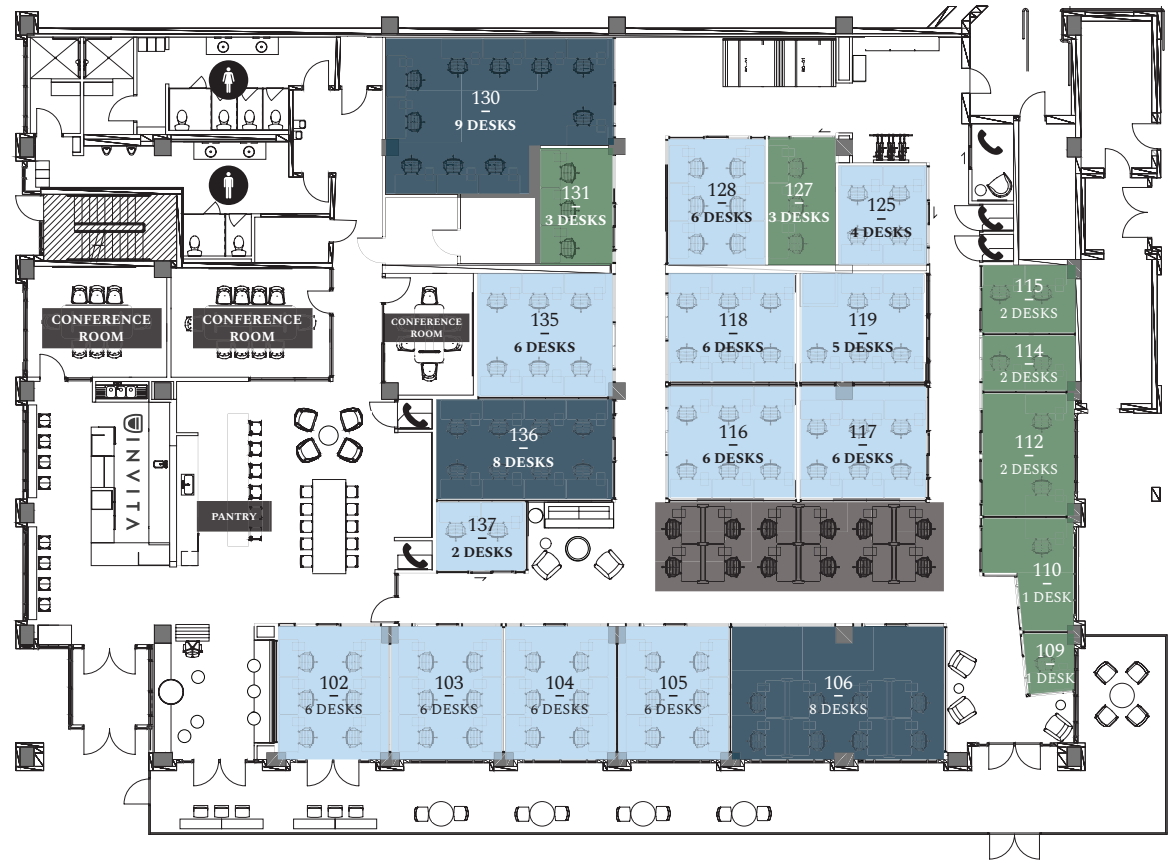 130
9 DESKS
131
3 DESKS
128
6 DESKS
127
3 DESKS
125
4 DESKS
CONFERENCE
ROOM
CONFERENCE
ROOM
CONFERENCE
ROOM
135
6 DESKS
118
6 DESKS
119
5 DESKS
115
2 DESKS
114
2 DESKS
136
8 DESKS
116
6 DESKS
117
6 DESKS
112
2 DESKS
INVITA
PANTRY
137
2 DESKS
110
1 DESK
109
1 DESK
102
6 DESKS
103
6 DESKS
104
6 DESKS
105
6 DESKS
106
8 DESKS